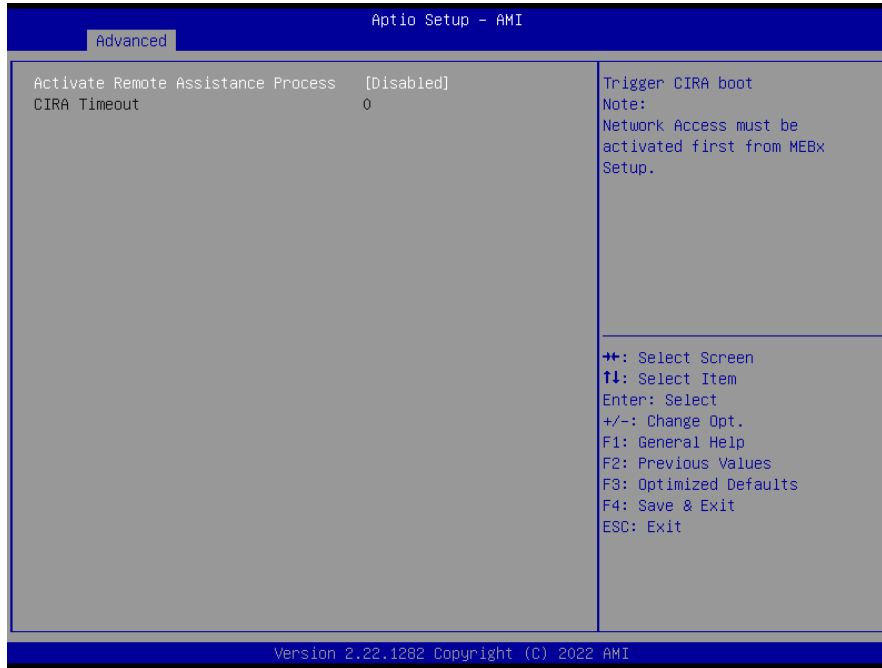 Aptio Setup - AMI
Advanced
Activate Remote Assistance Process [Disabled]
CIRA Timeout 0
Trigger CIRA boot
Note:
Network Access must be
activated first from MEBx
Setup.
→←: Select Screen
↑↓: Select Item
Enter: Select
+/-: Change Opt.
F1: General Help
F2: Previous Values
F3: Optimized Defaults
F4: Save & Exit
ESC: Exit
Version 2.22.1282 Copyright (C) 2022 AMI